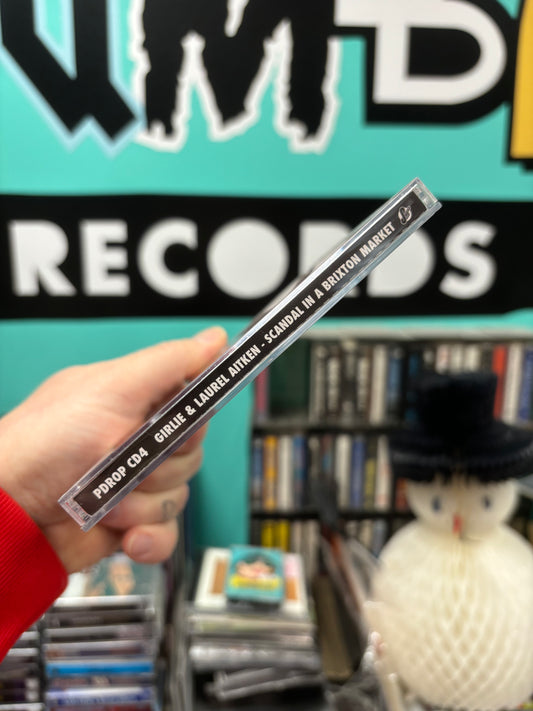 RECORDS
PDROP CD4 GIRLIE & LAUREL AITKEN - SCANDAL IN A BRIXTON MARKET